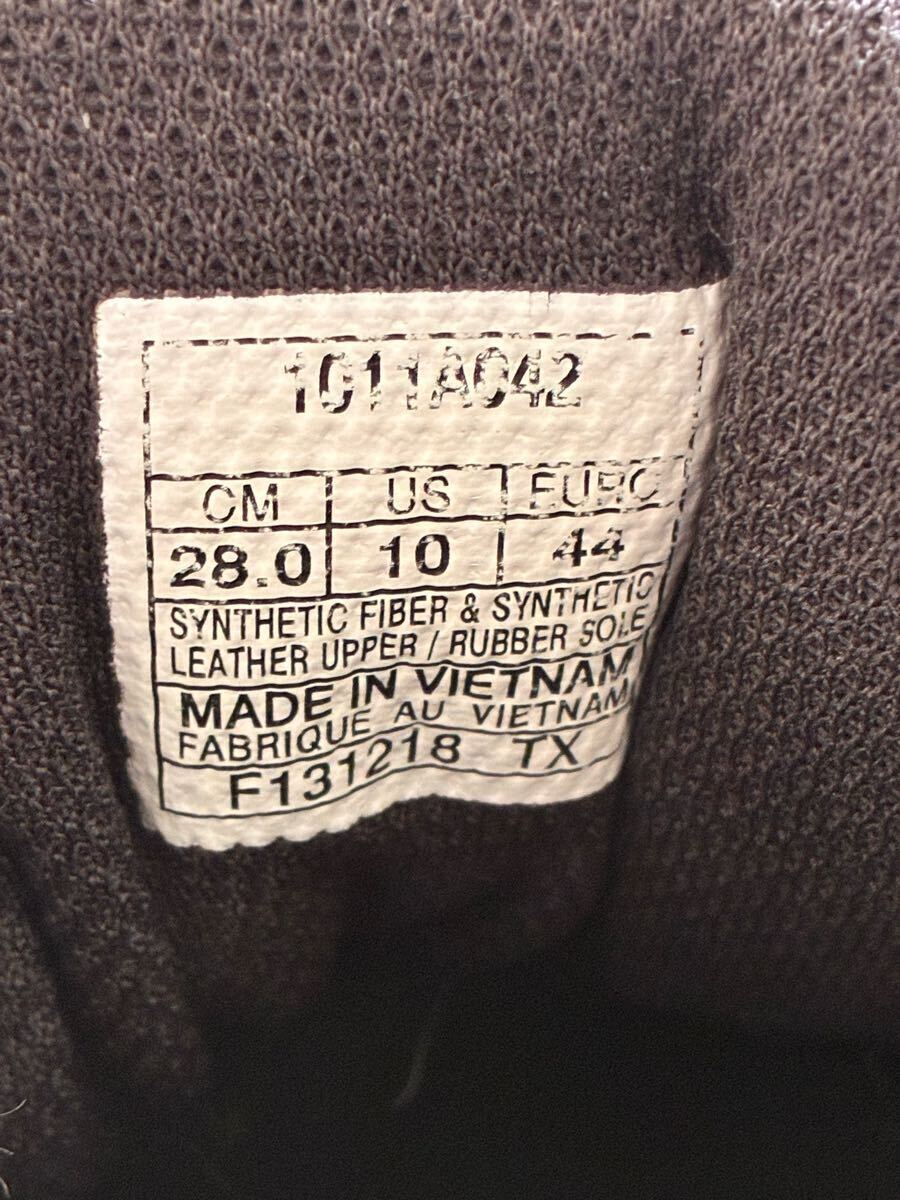 1011A042
CM US EURO
28.0 10 44
SYNTHETIC FIBER & SYNTHETIC
LEATHER UPPER / RUBBER SOLE
MADE IN VIETNAM
FABRIQUE AU VIETNAM
F131218 TX